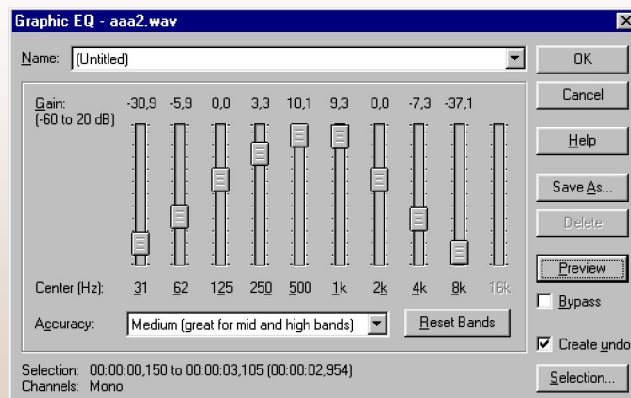 Graphic EQ - aaa2.wav
Name: (Untitled)
OK
Cancel
Help
Save As...
Delete
Preview
Bypass
Create undo
Selection...
Gain: -30,9 -5,9 0,0 3,3 10,1 9,3 0,0 -7,3 -37,1
(-60 to 20 dB)
Center (Hz): 31 62 125 250 500 1k 2k 4k 8k 16k
Accuracy: Medium (great for mid and high bands) Reset Bands
Selection: 00:00:00,150 to 00:00:03,105 (00:00:02,954)
Channels: Mono